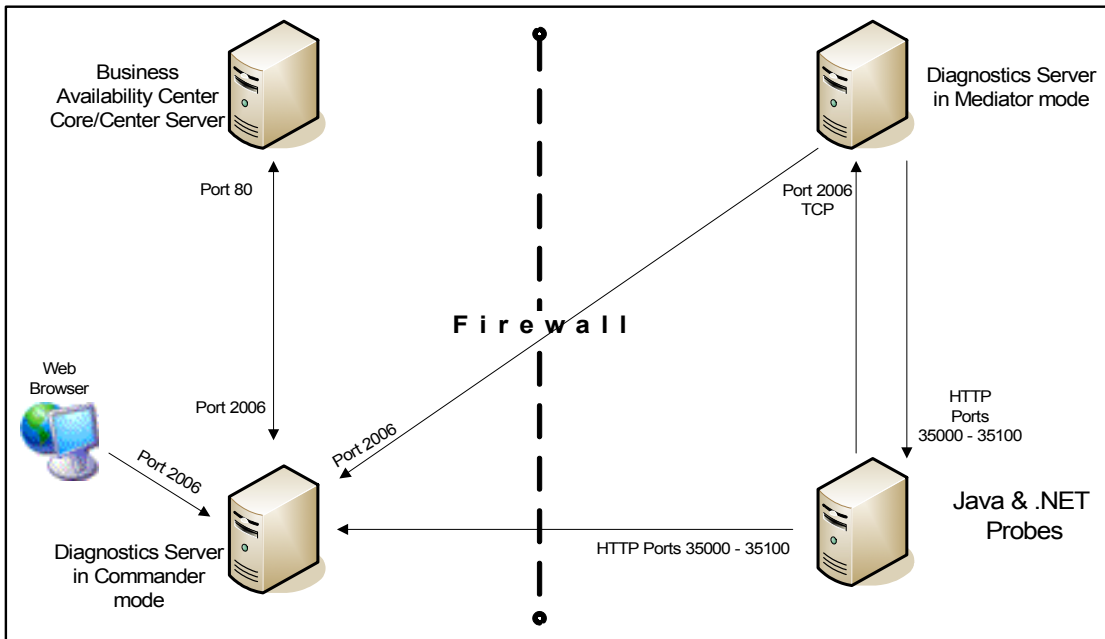 Business
Availability Center
Core/Center Server
Diagnostics Server
in Mediator mode
Port 80
Port 2006
TCP
Firewall
Web
Browser
Port 2006
Port 2006
Port 2006
HTTP
Ports
35000 - 35100
Diagnostics Server
in Commander
mode
HTTP Ports 35000 - 35100
Java & .NET
Probes